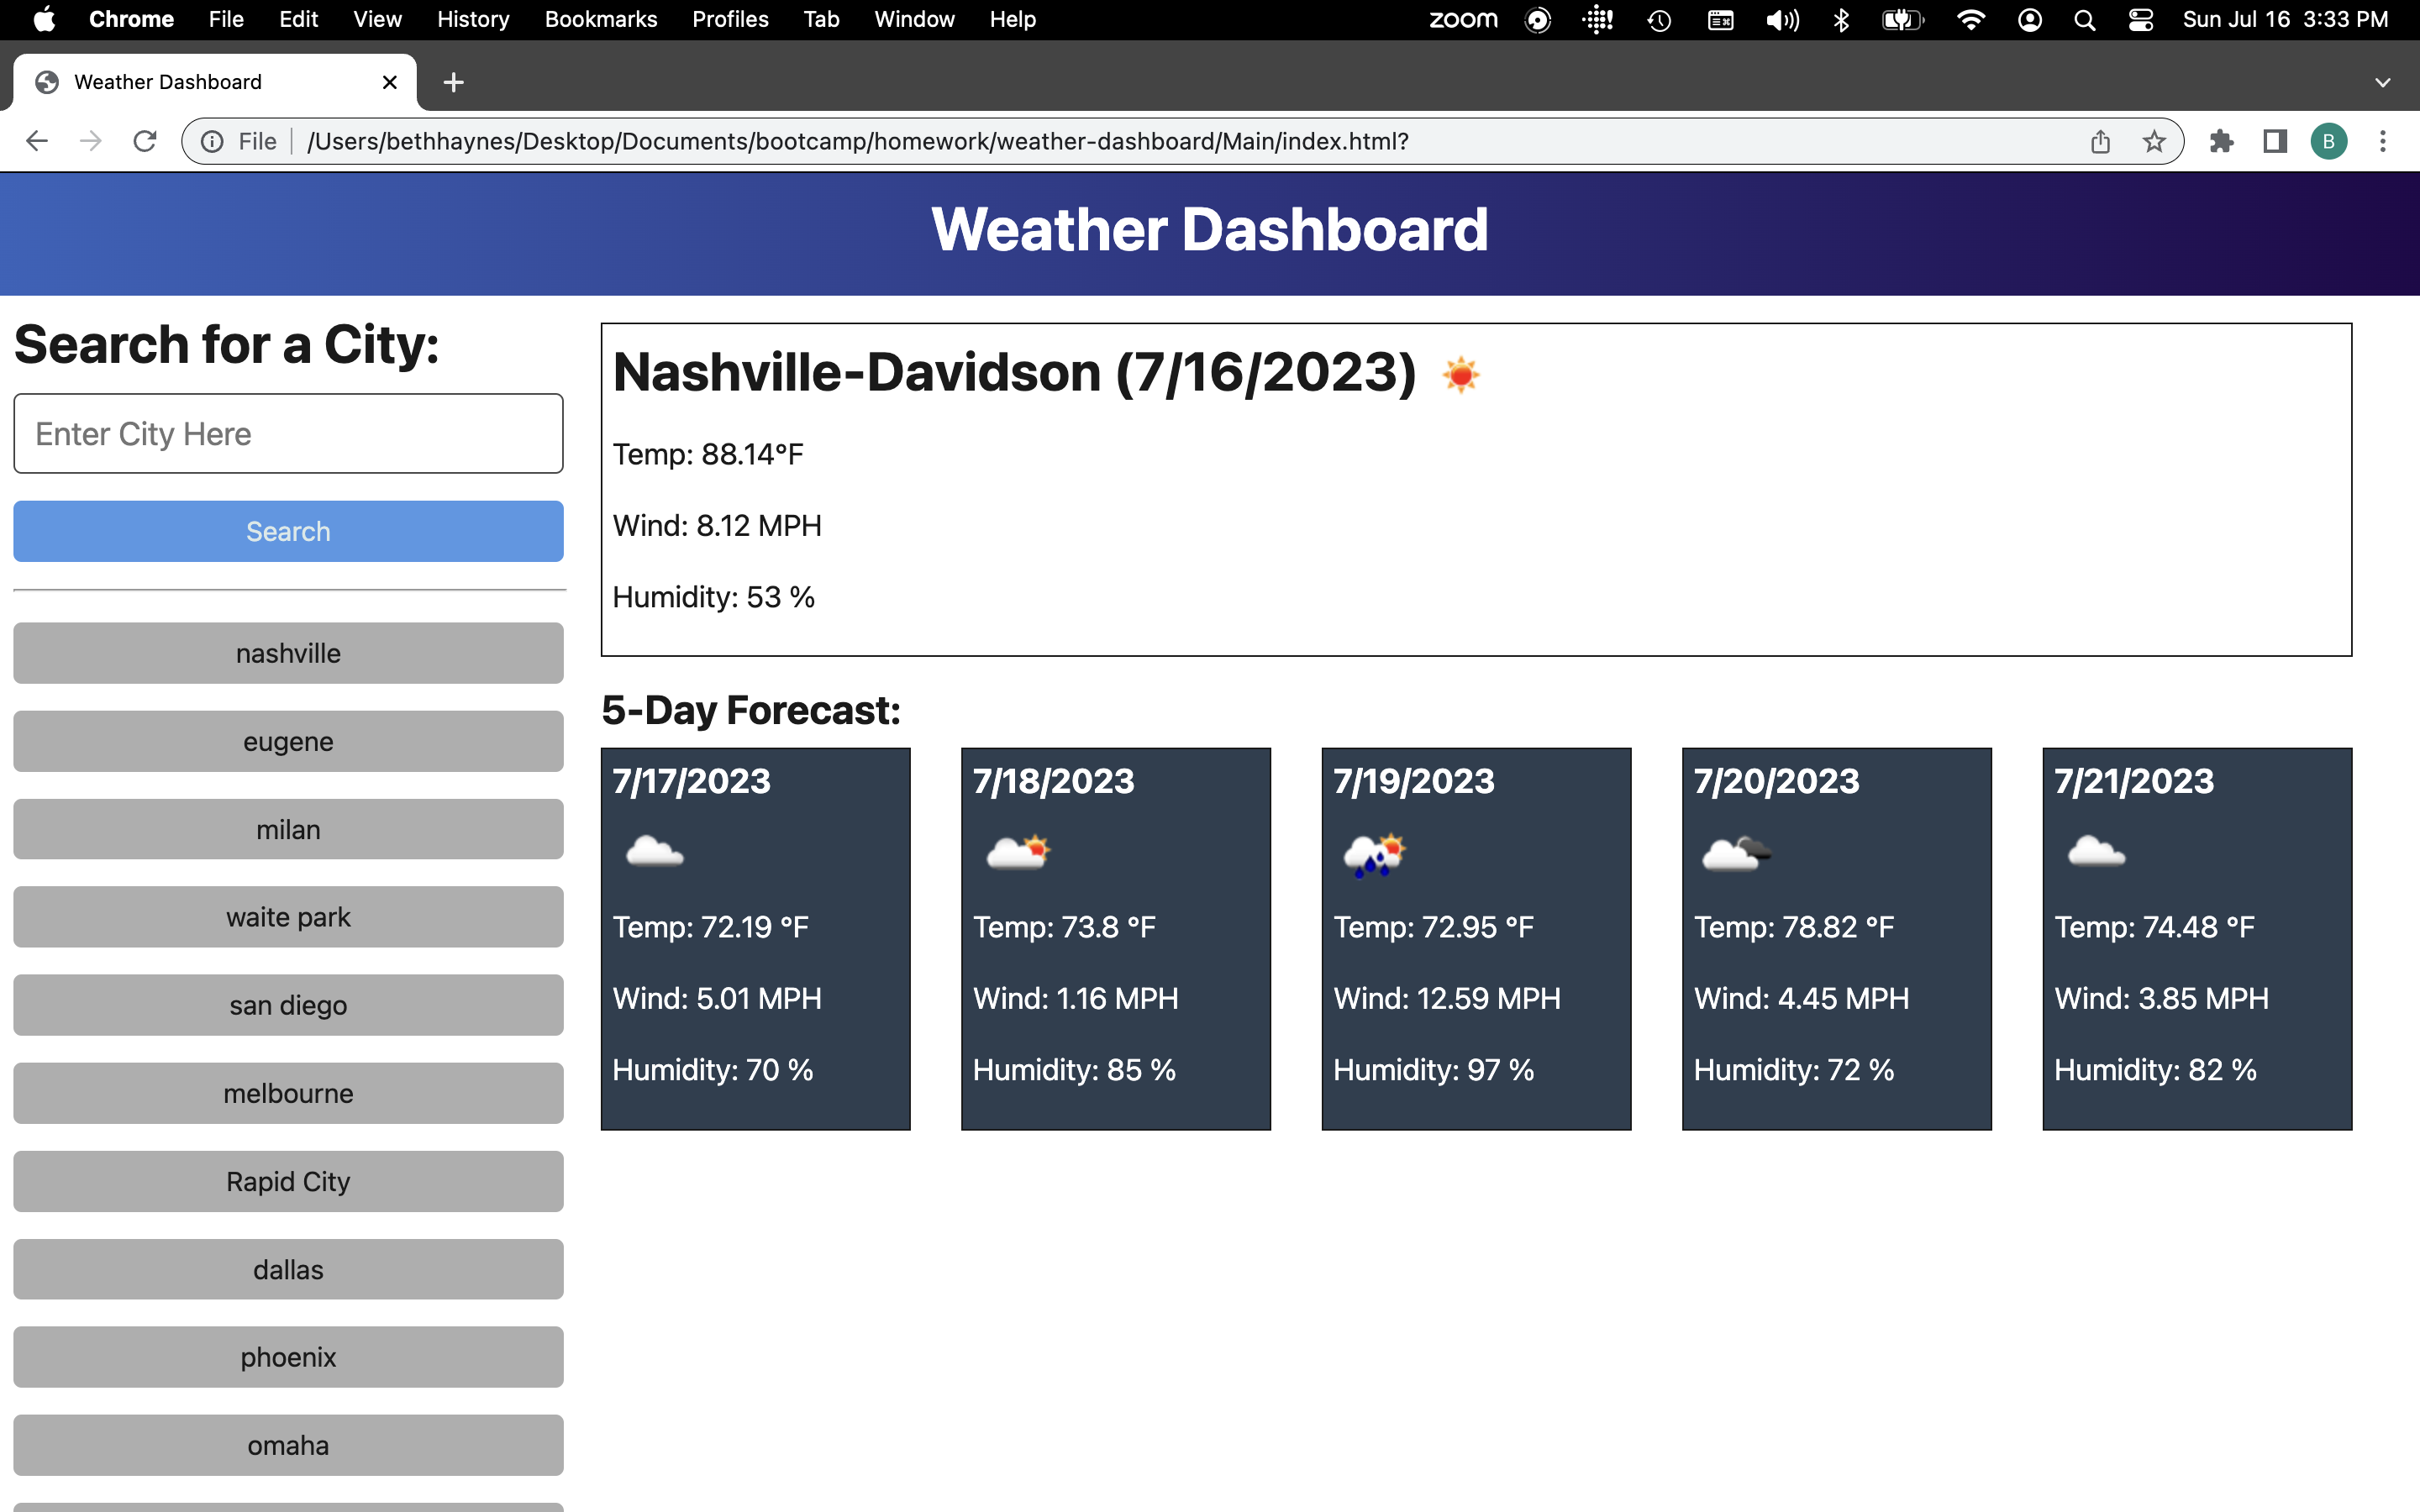 Chrome File Edit View History Bookmarks Profiles Tab Window Help zoom Sun Jul 16 3:33 PM
Weather Dashboard
File /Users/bethhaynes/Desktop/Documents/bootcamp/homework/weather-dashboard/Main/index.html? B
Weather Dashboard
Search for a City:
Enter City Here
Search
nashville
eugene
milan
waite park
san diego
melbourne
Rapid City
dallas
phoenix
omaha
Nashville-Davidson (7/16/2023)
Temp: 88.14°F
Wind: 8.12 MPH
Humidity: 53 %
5-Day Forecast:
7/17/2023
Temp: 72.19 °F
Wind: 5.01 MPH
Humidity: 70 %
7/18/2023
Temp: 73.8 °F
Wind: 1.16 MPH
Humidity: 85 %
7/19/2023
Temp: 72.95 °F
Wind: 12.59 MPH
Humidity: 97 %
7/20/2023
Temp: 78.82 °F
Wind: 4.45 MPH
Humidity: 72 %
7/21/2023
Temp: 74.48 °F
Wind: 3.85 MPH
Humidity: 82 %